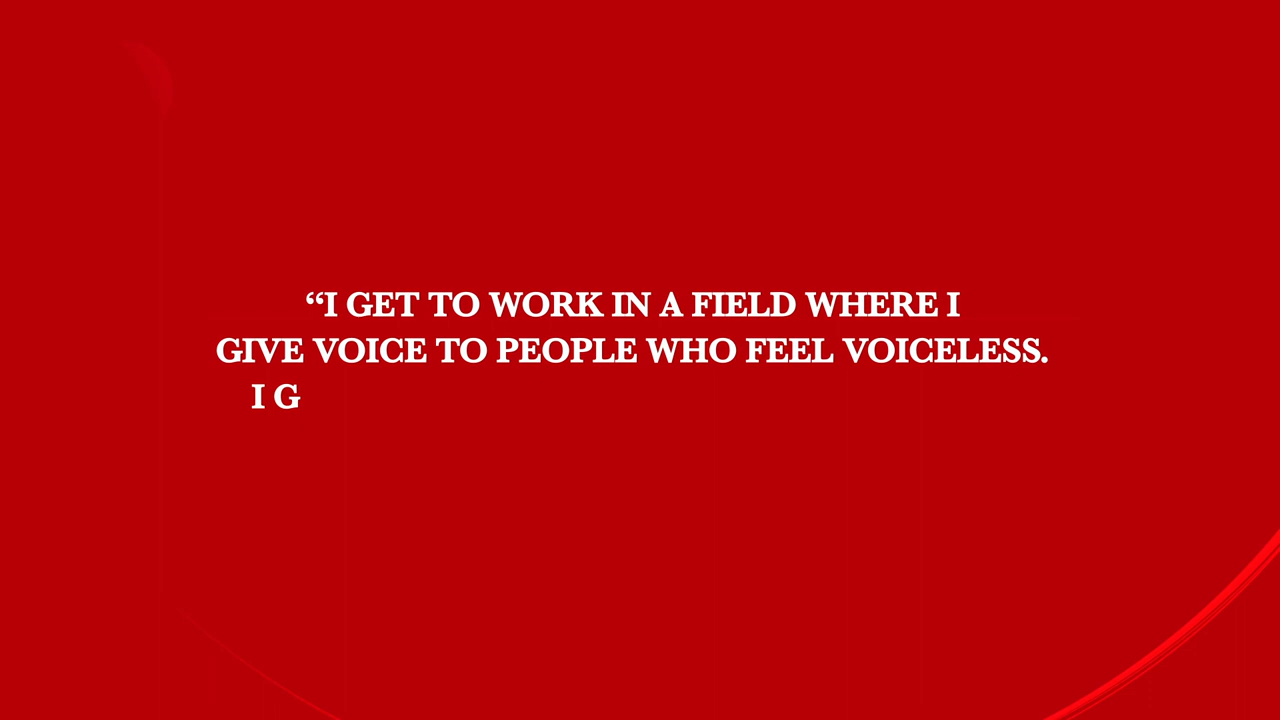 “I GET TO WORK IN A FIELD WHERE I
GIVE VOICE TO PEOPLE WHO FEEL VOICELESS.
I G